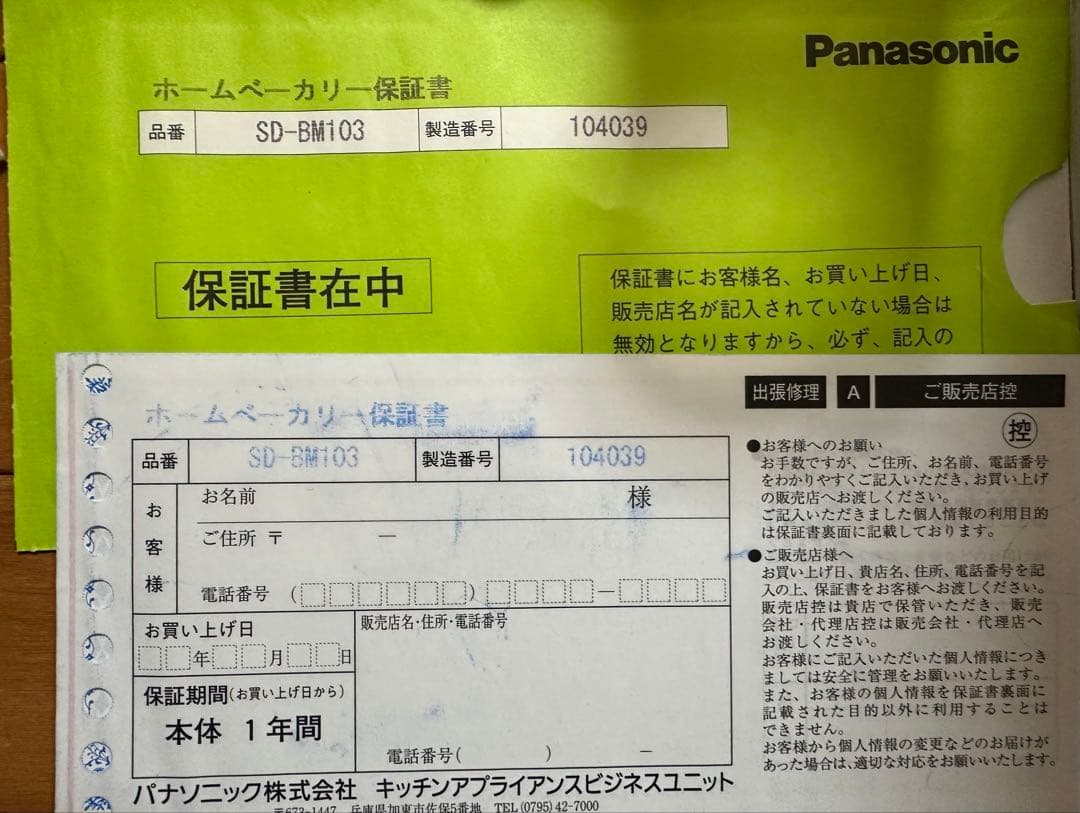 Panasonic
ホームベーカリー保証書
品番 SD-BM103 製造番号 104039
保証書在中
保証書にお客様名、お買い上げ日、
販売店名が記入されていない場合は
無効となりますから、必ず、記入の
出張修理 A ご販売店控
控
ホームベーカリー保証書
品番 SD-BM103 製造番号 104039
お客様
お名前 様
ご住所 〒 −
電話番号 ( ) −
お買い上げ日
年 月 日
保証期間(お買い上げ日から)
本体 1年間
販売店名・住所・電話番号
電話番号( ) −
●お客様へのお願い
お手数ですが、ご住所、お名前、電話番号
をわかりやすくご記入いただき、お買い上げ
の販売店へお渡しください。
ご記入いただきました個人情報の利用目的
は保証書裏面に記載しております。
●ご販売店様へ
お買い上げ日、貴店名、住所、電話番号を記
入の上、保証書をお客様へお渡しください。
販売店控は貴店で保管いただき、販売
会社・代理店控は販売会社・代理店へ
お渡しください。
お客様にご記入いただいた個人情報につき
ましては安全に管理をお願いいたします。
また、お客様の個人情報を保証書裏面に
記載された目的以外に利用することは
できません。
お客様から個人情報の変更などのお届けが
あった場合は、適切な対応をお願いいたします。
パナソニック株式会社 キッチンアプライアンスビジネスユニット
〒673-1447 兵庫県加東市佐保5番地 TEL(0795)42-7000